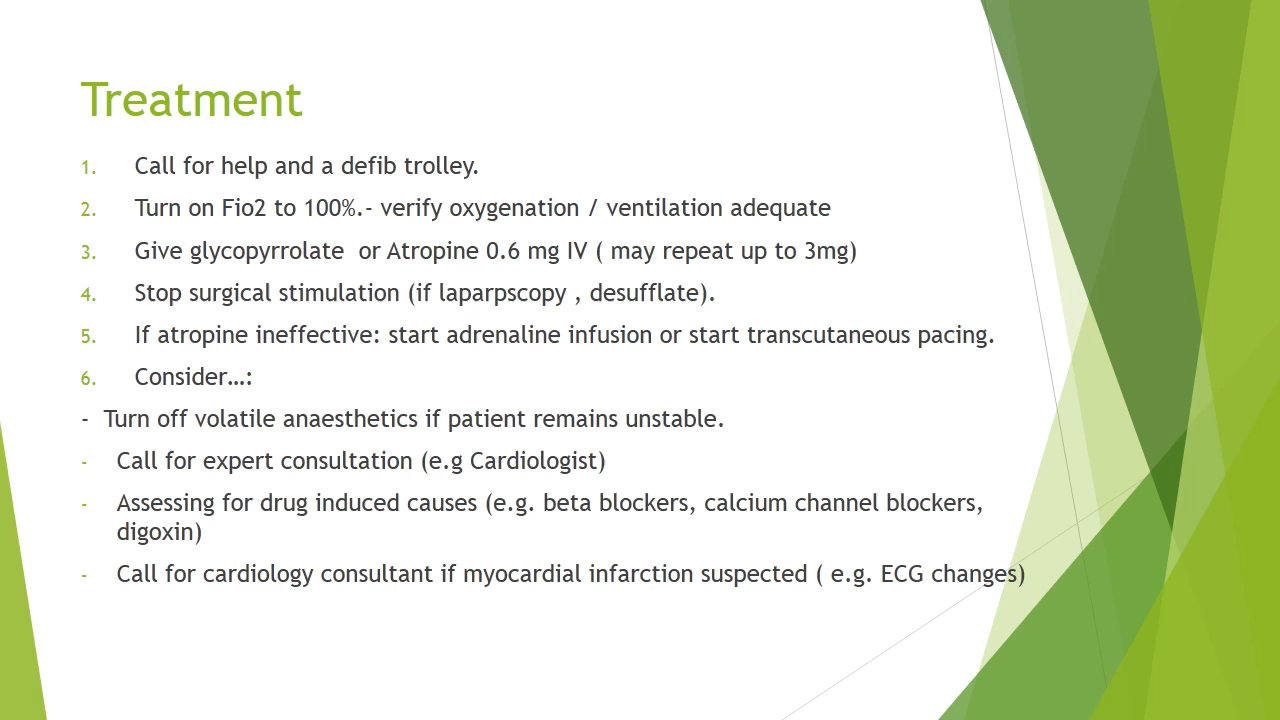 Treatment
1. Call for help and a defib trolley.
2. Turn on Fio2 to 100%.- verify oxygenation / ventilation adequate
3. Give glycopyrrolate  or Atropine 0.6 mg IV ( may repeat up to 3mg)
4. Stop surgical stimulation (if laparpscopy , desufflate).
5. If atropine ineffective: start adrenaline infusion or start transcutaneous pacing.
6. Consider…:
- Turn off volatile anaesthetics if patient remains unstable.
- Call for expert consultation (e.g Cardiologist)
- Assessing for drug induced causes (e.g. beta blockers, calcium channel blockers,
digoxin)
- Call for cardiology consultant if myocardial infarction suspected ( e.g. ECG changes)